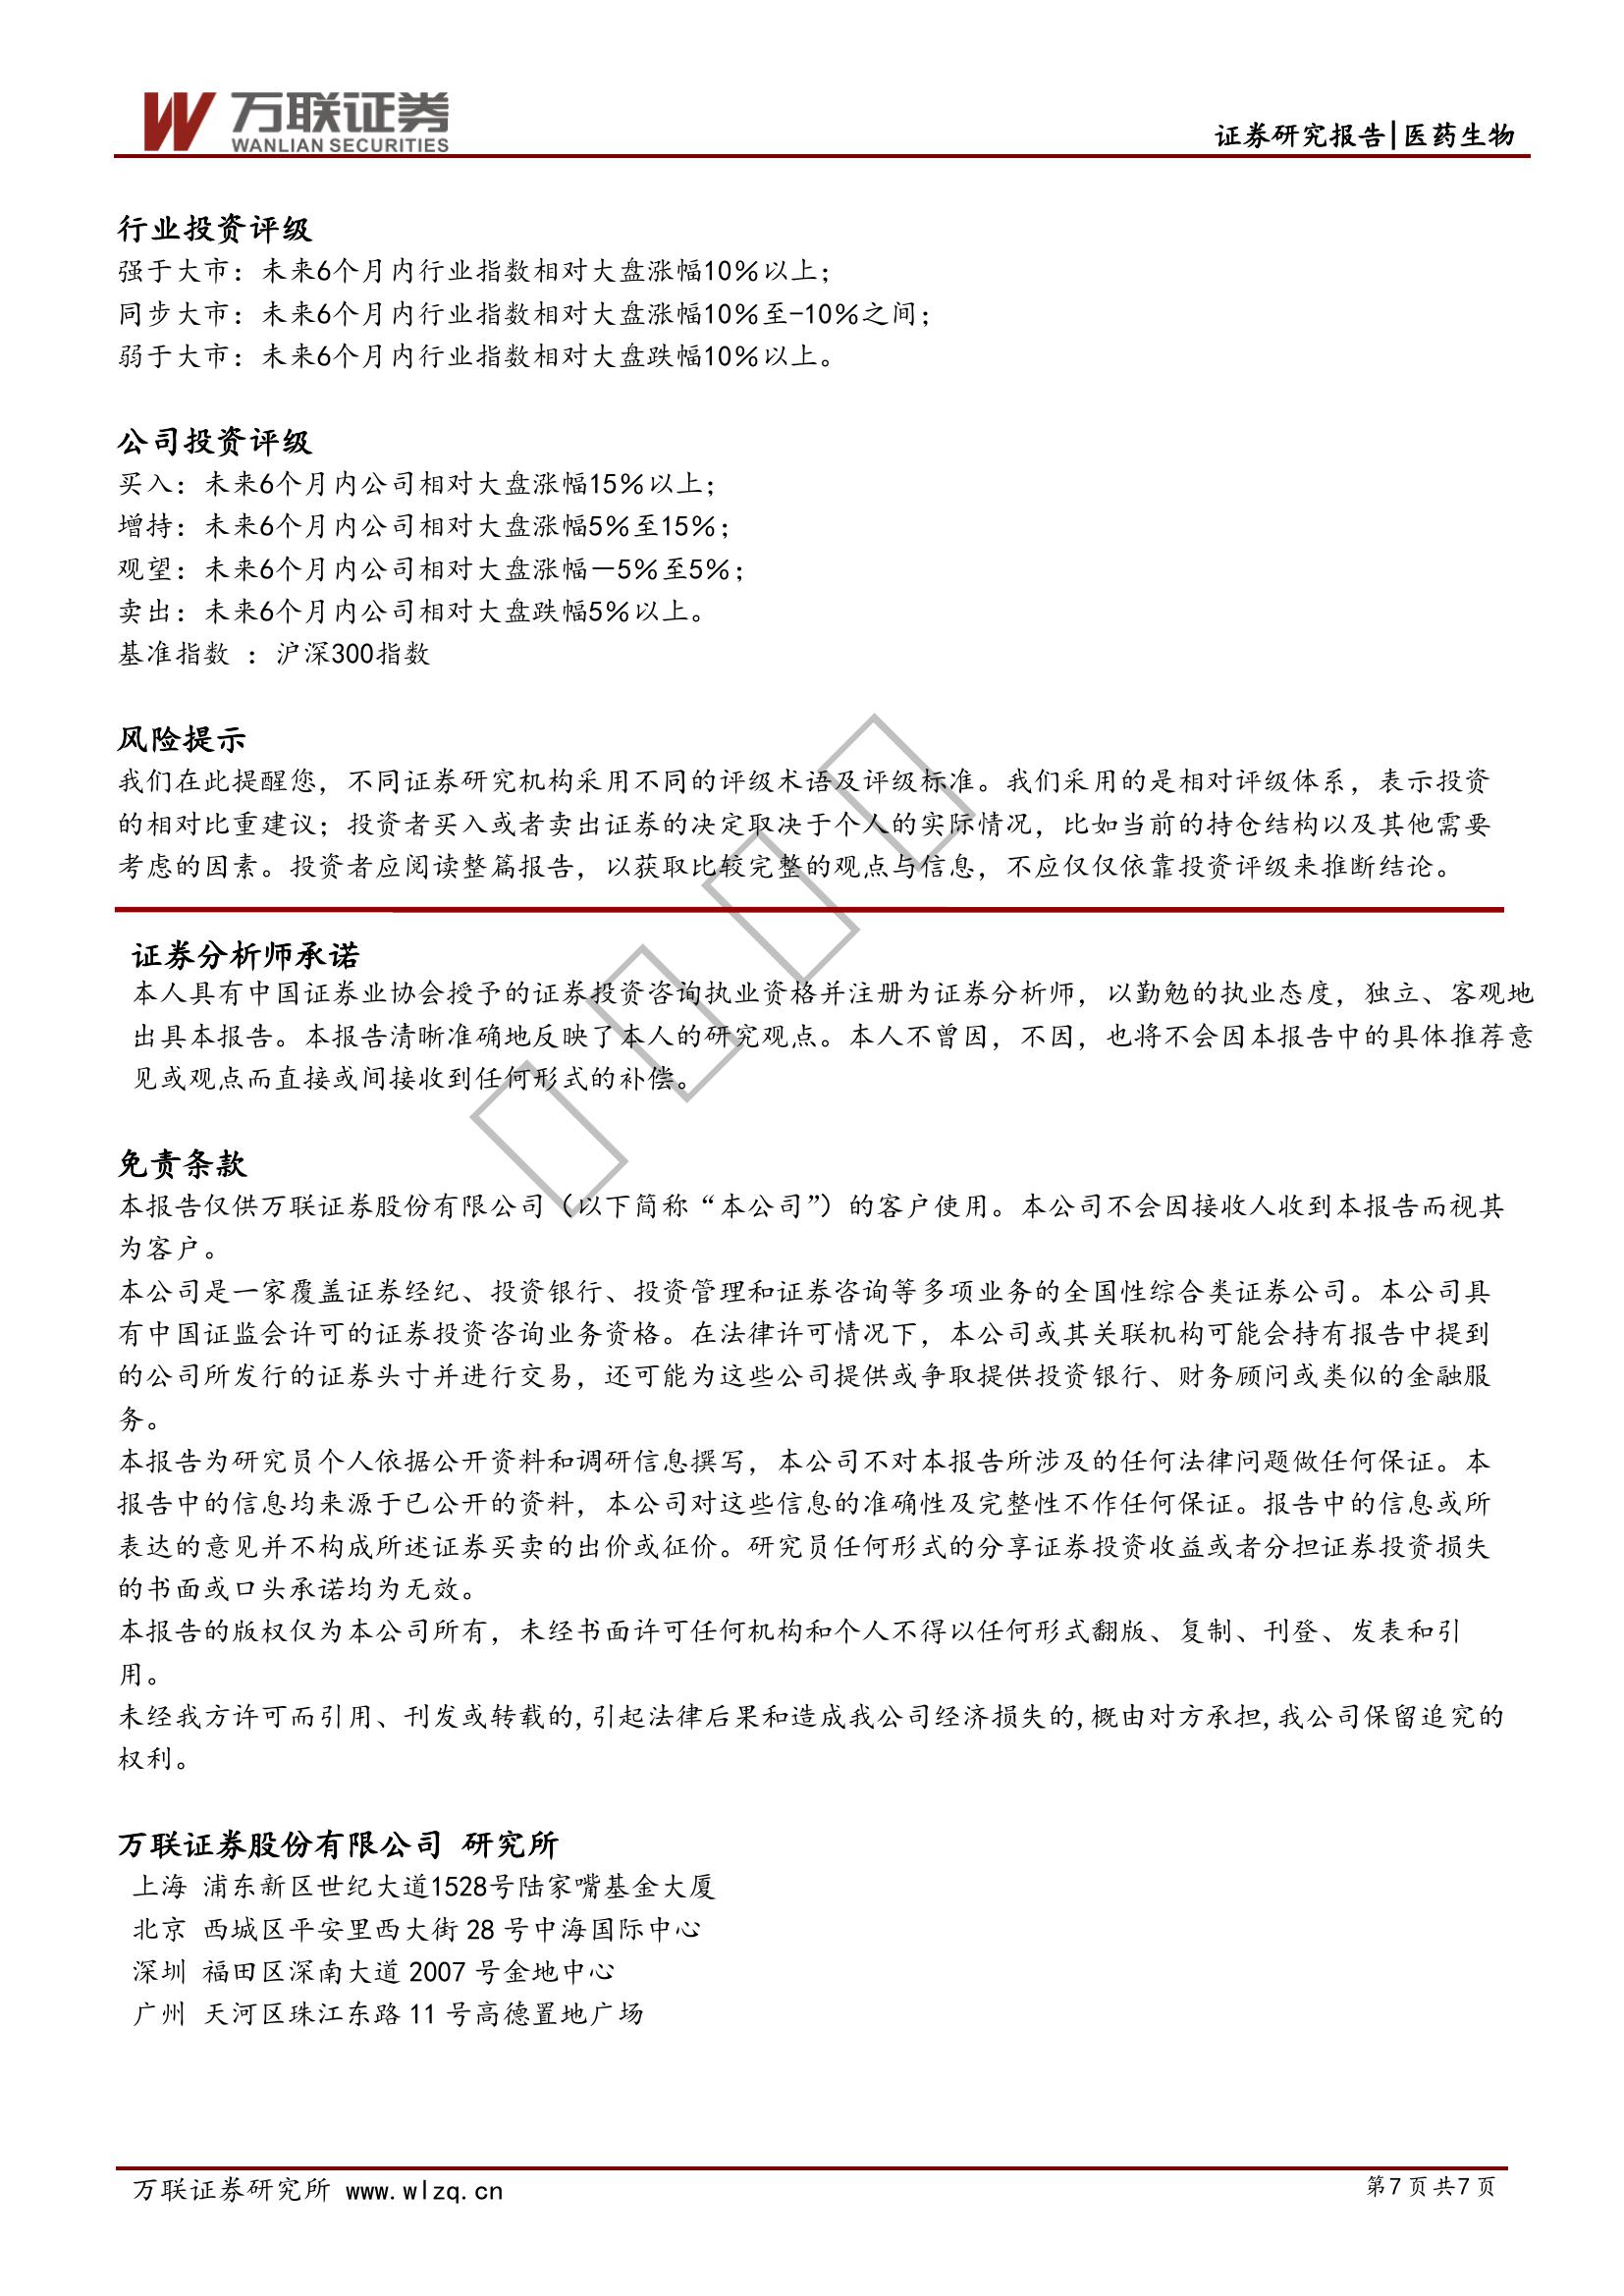 万联证券
WANLIAN SECURITIES
证券研究报告|医药生物
行业投资评级
强于大市：未来6个月内行业指数相对大盘涨幅10%以上；
同步大市：未来6个月内行业指数相对大盘涨幅10%至-10%之间；
弱于大市：未来6个月内行业指数相对大盘跌幅10%以上。
公司投资评级
买入：未来6个月内公司相对大盘涨幅15%以上；
增持：未来6个月内公司相对大盘涨幅5%至15%；
观望：未来6个月内公司相对大盘涨幅－5%至5%；
卖出：未来6个月内公司相对大盘跌幅5%以上。
基准指数 ：沪深300指数
风险提示
我们在此提醒您，不同证券研究机构采用不同的评级术语及评级标准。我们采用的是相对评级体系，表示投资
的相对比重建议；投资者买入或者卖出证券的决定取决于个人的实际情况，比如当前的持仓结构以及其他需要
考虑的因素。投资者应阅读整篇报告，以获取比较完整的观点与信息，不应仅仅依靠投资评级来推断结论。
证券分析师承诺
本人具有中国证券业协会授予的证券投资咨询执业资格并注册为证券分析师，以勤勉的执业态度，独立、客观地
出具本报告。本报告清晰准确地反映了本人的研究观点。本人不曾因，不因，也将不会因本报告中的具体推荐意
见或观点而直接或间接收到任何形式的补偿。
免责条款
本报告仅供万联证券股份有限公司（以下简称“本公司”）的客户使用。本公司不会因接收人收到本报告而视其
为客户。
本公司是一家覆盖证券经纪、投资银行、投资管理和证券咨询等多项业务的全国性综合类证券公司。本公司具
有中国证监会许可的证券投资咨询业务资格。在法律许可情况下，本公司或其关联机构可能会持有报告中提到
的公司所发行的证券头寸并进行交易，还可能为这些公司提供或争取提供投资银行、财务顾问或类似的金融服
务。
本报告为研究员个人依据公开资料和调研信息撰写，本公司不对本报告所涉及的任何法律问题做任何保证。本
报告中的信息均来源于已公开的资料，本公司对这些信息的准确性及完整性不作任何保证。报告中的信息或所
表达的意见并不构成所述证券买卖的出价或征价。研究员任何形式的分享证券投资收益或者分担证券投资损失
的书面或口头承诺均为无效。
本报告的版权仅为本公司所有，未经书面许可任何机构和个人不得以任何形式翻版、复制、刊登、发表和引
用。
未经我方许可而引用、刊发或转载的,引起法律后果和造成我公司经济损失的,概由对方承担,我公司保留追究的
权利。
万联证券股份有限公司 研究所
上海 浦东新区世纪大道1528号陆家嘴基金大厦
北京 西城区平安里西大街 28 号中海国际中心
深圳 福田区深南大道 2007 号金地中心
广州 天河区珠江东路 11 号高德置地广场
万联证券研究所 www.wlzq.cn
第7页共7页